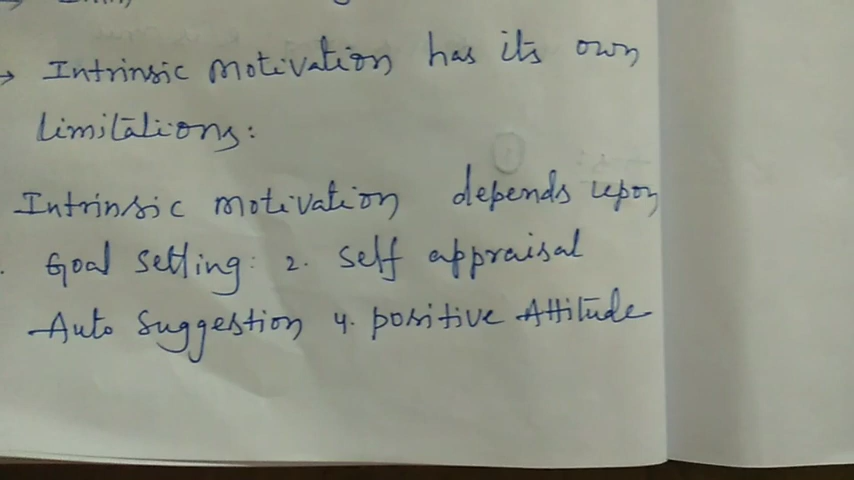 → Intrinsic motivation has its own
limitations:
Intrinsic motivation depends upon
. Goal setting: 2. Self appraisal
Auto Suggestion 4. positive Attitude